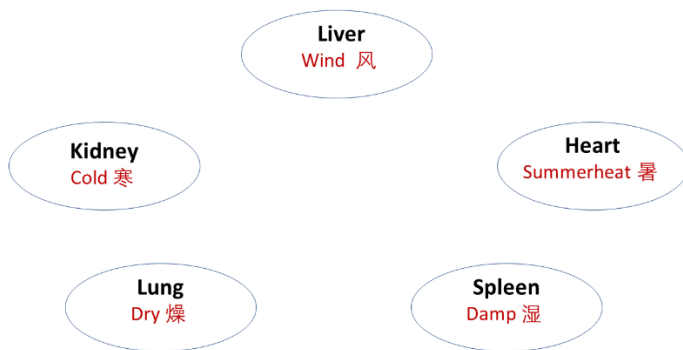 Liver
Wind 风
Kidney
Cold 寒
Heart
Summerheat 暑
Lung
Dry 燥
Spleen
Damp 湿